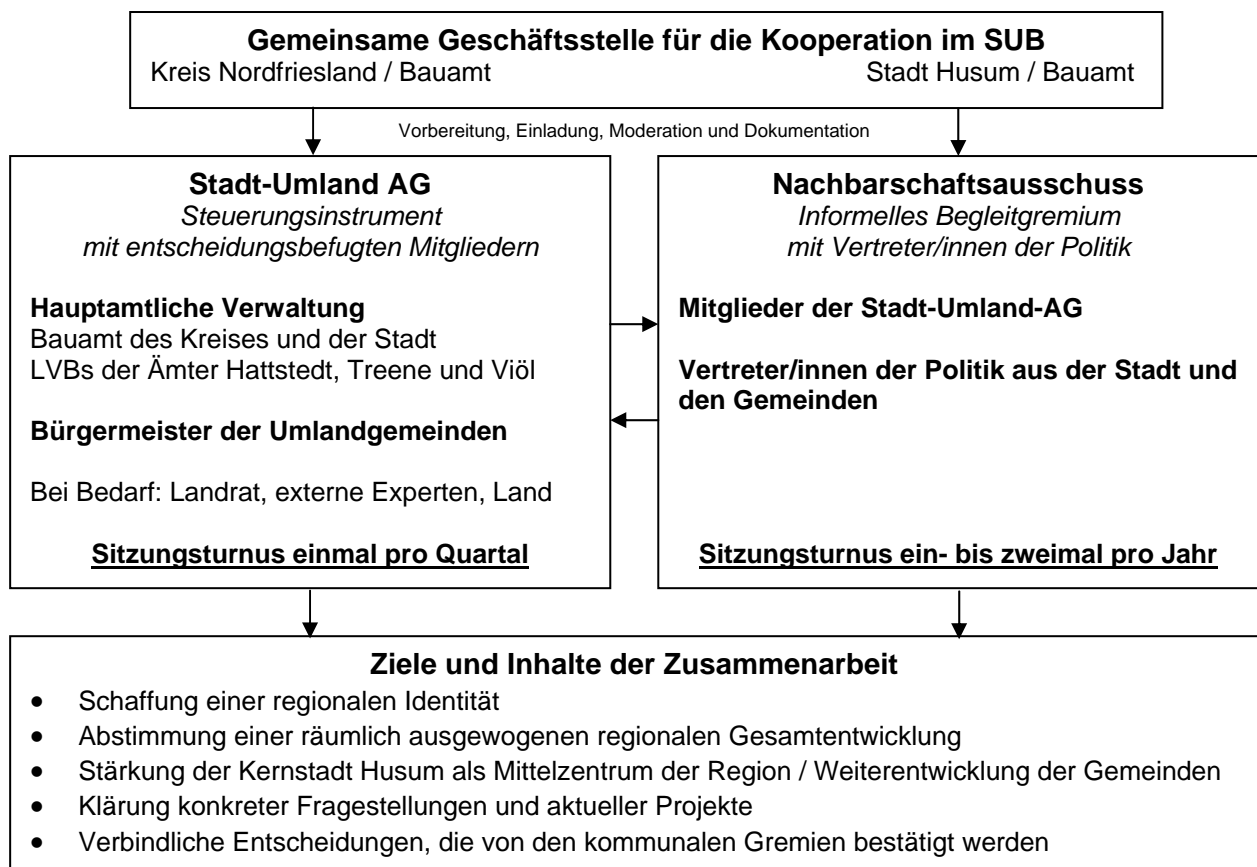 Gemeinsame Geschäftsstelle für die Kooperation im SUB
Kreis Nordfriesland / Bauamt Stadt Husum / Bauamt
Vorbereitung, Einladung, Moderation und Dokumentation
Stadt-Umland AG
Steuerungsinstrument
mit entscheidungsbefugten Mitgliedern
Hauptamtliche Verwaltung
Bauamt des Kreises und der Stadt
LVBs der Ämter Hattstedt, Treene und Viöl
Bürgermeister der Umlandgemeinden
Bei Bedarf: Landrat, externe Experten, Land
Sitzungsturnus einmal pro Quartal
Nachbarschaftsausschuss
Informelles Begleitgremium
mit Vertreter/innen der Politik
Mitglieder der Stadt-Umland-AG
Vertreter/innen der Politik aus der Stadt und
den Gemeinden
Sitzungsturnus ein- bis zweimal pro Jahr
Ziele und Inhalte der Zusammenarbeit
• Schaffung einer regionalen Identität
• Abstimmung einer räumlich ausgewogenen regionalen Gesamtentwicklung
• Stärkung der Kernstadt Husum als Mittelzentrum der Region / Weiterentwicklung der Gemeinden
• Klärung konkreter Fragestellungen und aktueller Projekte
• Verbindliche Entscheidungen, die von den kommunalen Gremien bestätigt werden